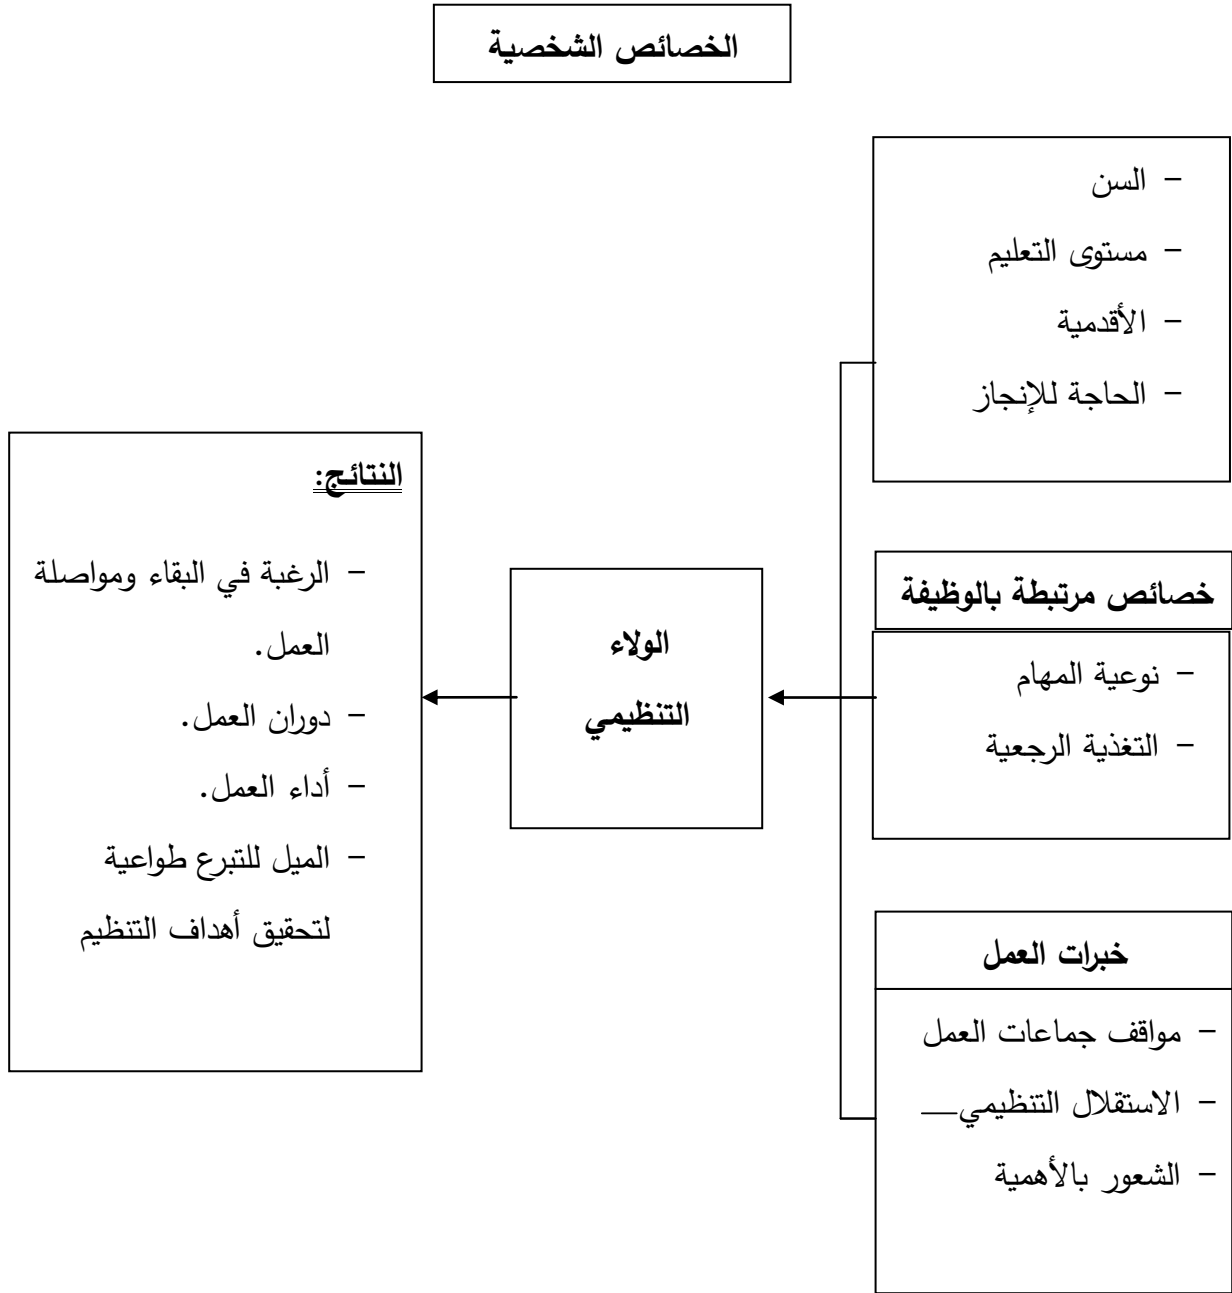 الخصائص الشخصية
- السن
- مستوى التعليم
- الأقدمية
- الحاجة للإنجاز
خصائص مرتبطة بالوظيفة
- نوعية المهام
- التغذية الرجعية
خبرات العمل
- مواقف جماعات العمل
- الاستقلال التنظيمي
- الشعور بالأهمية
الولاء
التنظيمي
النتائج:
- الرغبة في البقاء ومواصلة
العمل.
- دوران العمل.
- أداء العمل.
- الميل للتبرع طواعية
لتحقيق أهداف التنظيم